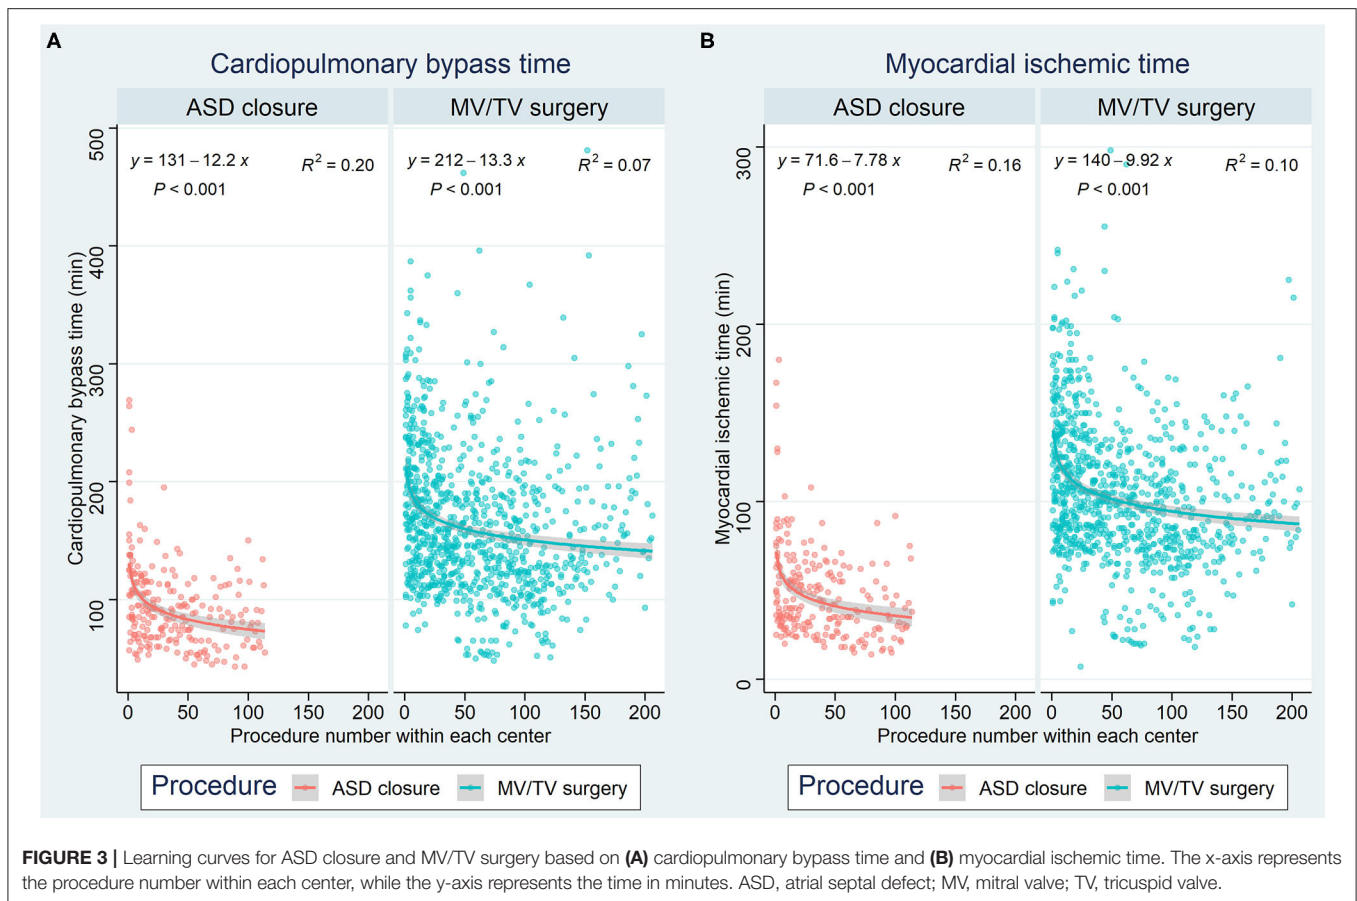 A
Cardiopulmonary bypass time
ASD closure
MV/TV surgery
y = 131 – 12.2 x
R² = 0.20
P < 0.001
y = 212 – 13.3 x
R² = 0.07
P < 0.001
Cardiopulmonary bypass time (min)
500
400
300
200
100
0 50 100 150 200
0 50 100 150 200
Procedure number within each center
Procedure
ASD closure
MV/TV surgery
B
Myocardial ischemic time
ASD closure
MV/TV surgery
y = 71.6 – 7.78 x
R² = 0.16
P < 0.001
y = 140 – 9.92 x
R² = 0.10
P < 0.001
Myocardial ischemic time (min)
300
200
100
0
0 50 100 150 200
0 50 100 150 200
Procedure number within each center
Procedure
ASD closure
MV/TV surgery
FIGURE 3 | Learning curves for ASD closure and MV/TV surgery based on (A) cardiopulmonary bypass time and (B) myocardial ischemic time. The x-axis represents
the procedure number within each center, while the y-axis represents the time in minutes. ASD, atrial septal defect; MV, mitral valve; TV, tricuspid valve.